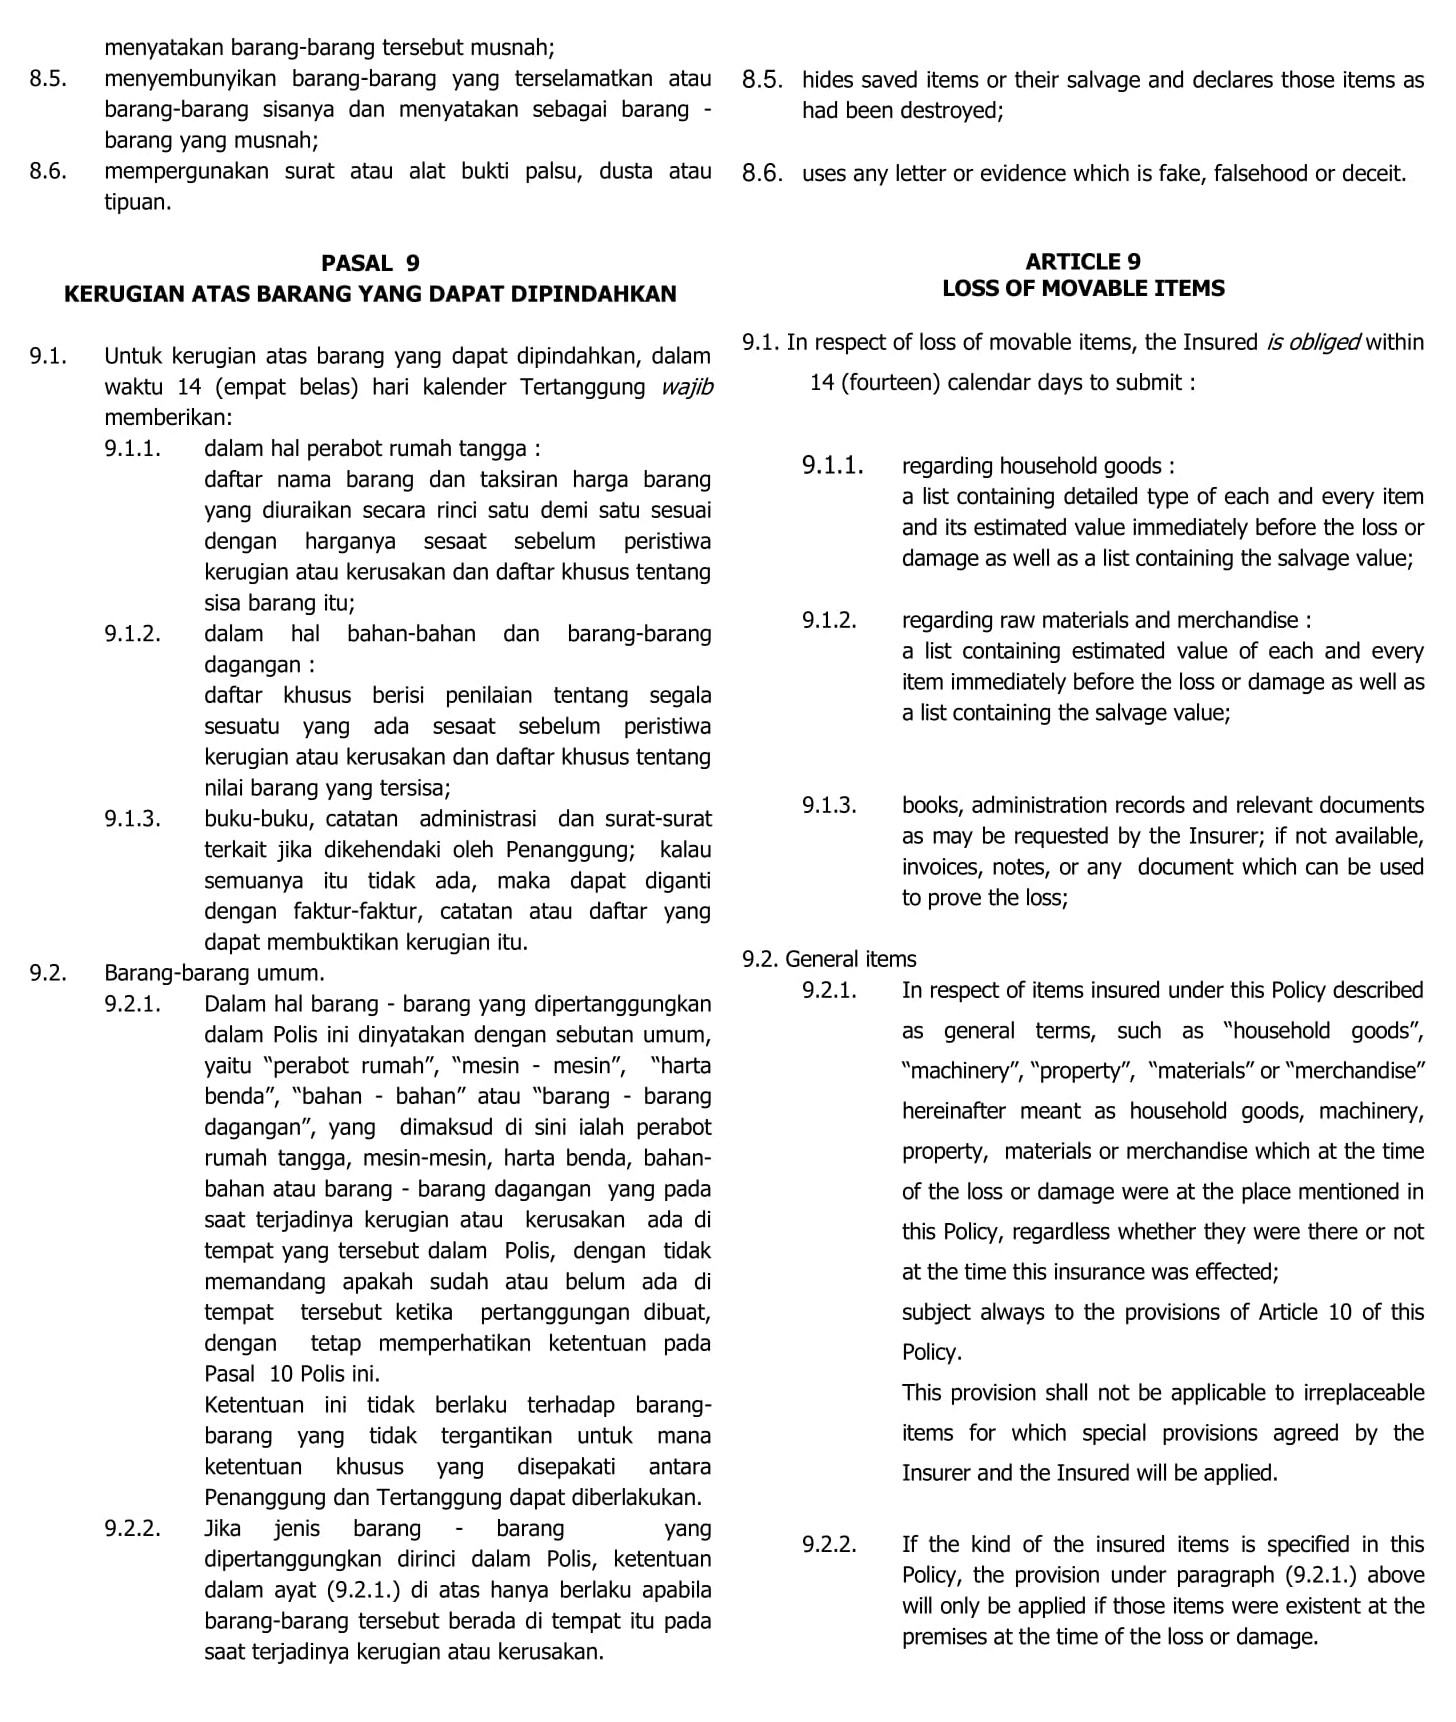 menyatakan barang-barang tersebut musnah;
8.5. menyembunyikan barang-barang yang terselamatkan atau
barang-barang sisanya dan menyatakan sebagai barang -
barang yang musnah;
8.6. mempergunakan surat atau alat bukti palsu, dusta atau
tipuan.
PASAL 9
KERUGIAN ATAS BARANG YANG DAPAT DIPINDAHKAN
9.1. Untuk kerugian atas barang yang dapat dipindahkan, dalam
waktu 14 (empat belas) hari kalender Tertanggung wajib
memberikan:
9.1.1. dalam hal perabot rumah tangga :
daftar nama barang dan taksiran harga barang
yang diuraikan secara rinci satu demi satu sesuai
dengan harganya sesaat sebelum peristiwa
kerugian atau kerusakan dan daftar khusus tentang
sisa barang itu;
9.1.2. dalam hal bahan-bahan dan barang-barang
dagangan :
daftar khusus berisi penilaian tentang segala
sesuatu yang ada sesaat sebelum peristiwa
kerugian atau kerusakan dan daftar khusus tentang
nilai barang yang tersisa;
9.1.3. buku-buku, catatan administrasi dan surat-surat
terkait jika dikehendaki oleh Penanggung; kalau
semuanya itu tidak ada, maka dapat diganti
dengan faktur-faktur, catatan atau daftar yang
dapat membuktikan kerugian itu.
9.2. Barang-barang umum.
9.2.1. Dalam hal barang - barang yang dipertanggungkan
dalam Polis ini dinyatakan dengan sebutan umum,
yaitu “perabot rumah”, “mesin - mesin”, “harta
benda”, “bahan - bahan” atau “barang - barang
dagangan”, yang dimaksud di sini ialah perabot
rumah tangga, mesin-mesin, harta benda, bahan-
bahan atau barang - barang dagangan yang pada
saat terjadinya kerugian atau kerusakan ada di
tempat yang tersebut dalam Polis, dengan tidak
memandang apakah sudah atau belum ada di
tempat tersebut ketika pertanggungan dibuat,
dengan tetap memperhatikan ketentuan pada
Pasal 10 Polis ini.
Ketentuan ini tidak berlaku terhadap barang-
barang yang tidak tergantikan untuk mana
ketentuan khusus yang disepakati antara
Penanggung dan Tertanggung dapat diberlakukan.
9.2.2. Jika jenis barang - barang yang
dipertanggungkan dirinci dalam Polis, ketentuan
dalam ayat (9.2.1.) di atas hanya berlaku apabila
barang-barang tersebut berada di tempat itu pada
saat terjadinya kerugian atau kerusakan.
8.5. hides saved items or their salvage and declares those items as
had been destroyed;
8.6. uses any letter or evidence which is fake, falsehood or deceit.
ARTICLE 9
LOSS OF MOVABLE ITEMS
9.1. In respect of loss of movable items, the Insured is obliged within
14 (fourteen) calendar days to submit :
9.1.1. regarding household goods :
a list containing detailed type of each and every item
and its estimated value immediately before the loss or
damage as well as a list containing the salvage value;
9.1.2. regarding raw materials and merchandise :
a list containing estimated value of each and every
item immediately before the loss or damage as well as
a list containing the salvage value;
9.1.3. books, administration records and relevant documents
as may be requested by the Insurer; if not available,
invoices, notes, or any document which can be used
to prove the loss;
9.2. General items
9.2.1. In respect of items insured under this Policy described
as general terms, such as “household goods”,
“machinery”, “property”, “materials” or “merchandise”
hereinafter meant as household goods, machinery,
property, materials or merchandise which at the time
of the loss or damage were at the place mentioned in
this Policy, regardless whether they were there or not
at the time this insurance was effected;
subject always to the provisions of Article 10 of this
Policy.
This provision shall not be applicable to irreplaceable
items for which special provisions agreed by the
Insurer and the Insured will be applied.
9.2.2. If the kind of the insured items is specified in this
Policy, the provision under paragraph (9.2.1.) above
will only be applied if those items were existent at the
premises at the time of the loss or damage.